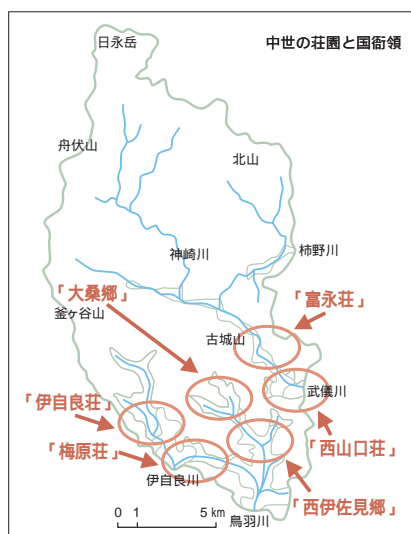 中世の荘園と国衙領
日永岳
舟伏山
北山
神崎川
柿野川
「大桑郷」
「富永荘」
釜ヶ谷山
古城山
武儀川
「伊自良荘」
「西山口荘」
「梅原荘」
伊自良川
「西伊佐見郷」
鳥羽川
0 1 5 km